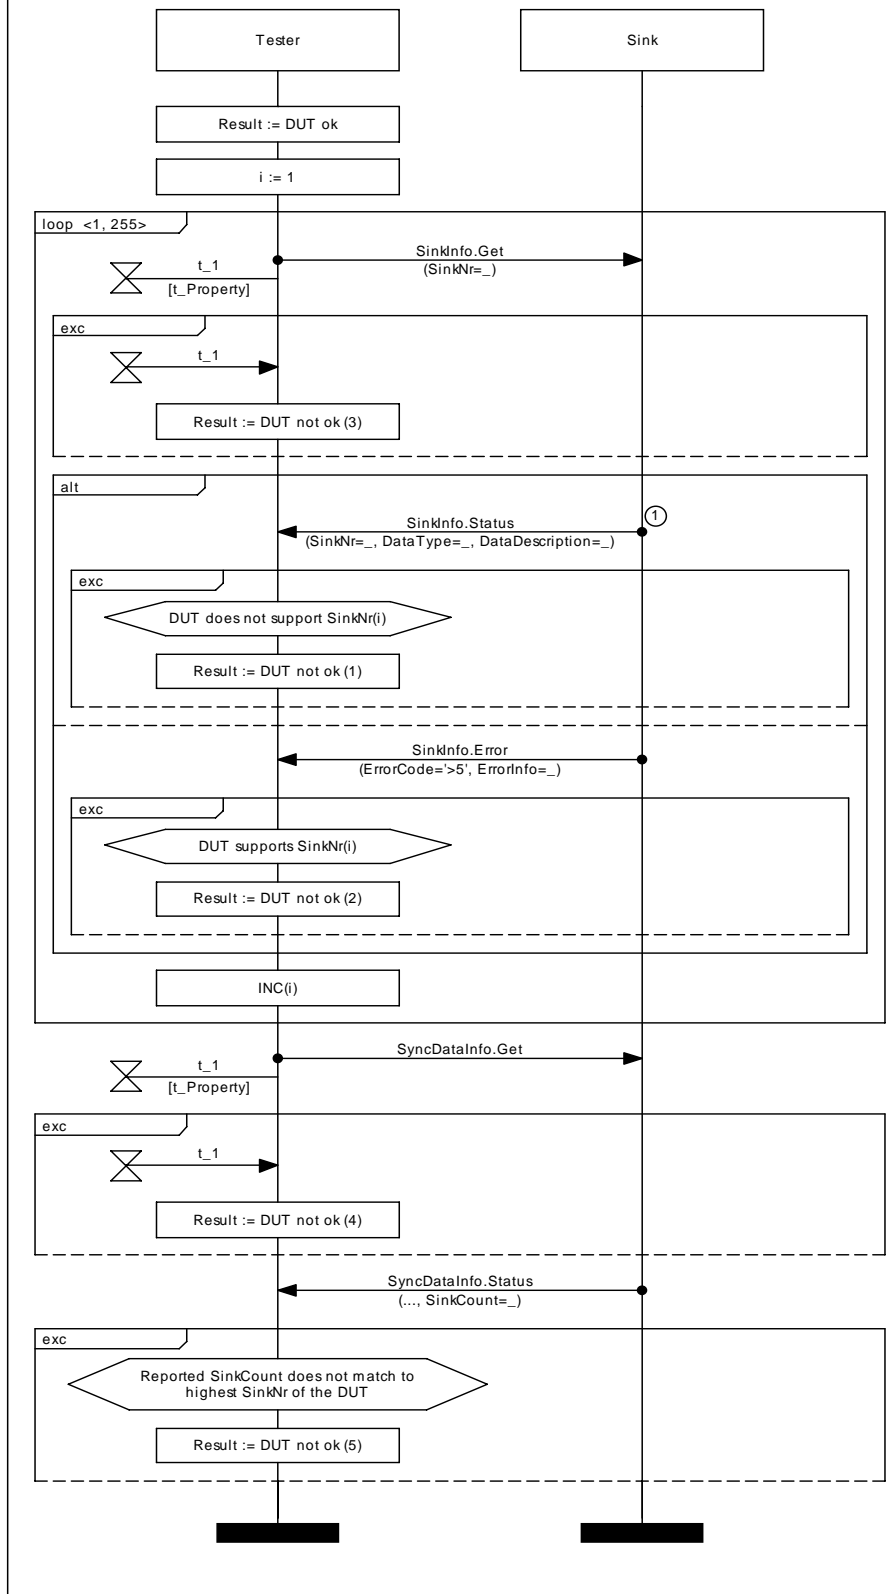 Tester
Sink
Result := DUT ok
i := 1
loop <1, 255>
SinkInfo.Get
(SinkNr=_)
t_1
[t_Property]
exc
t_1
Result := DUT not ok (3)
alt
1
SinkInfo.Status
(SinkNr=_, DataType=_, DataDescription=_)
exc
DUT does not support SinkNr(i)
Result := DUT not ok (1)
SinkInfo.Error
(ErrorCode='>5', ErrorInfo=_)
exc
DUT supports SinkNr(i)
Result := DUT not ok (2)
INC(i)
SyncDataInfo.Get
t_1
[t_Property]
exc
t_1
Result := DUT not ok (4)
SyncDataInfo.Status
(..., SinkCount=_)
exc
Reported SinkCount does not match to
highest SinkNr of the DUT
Result := DUT not ok (5)